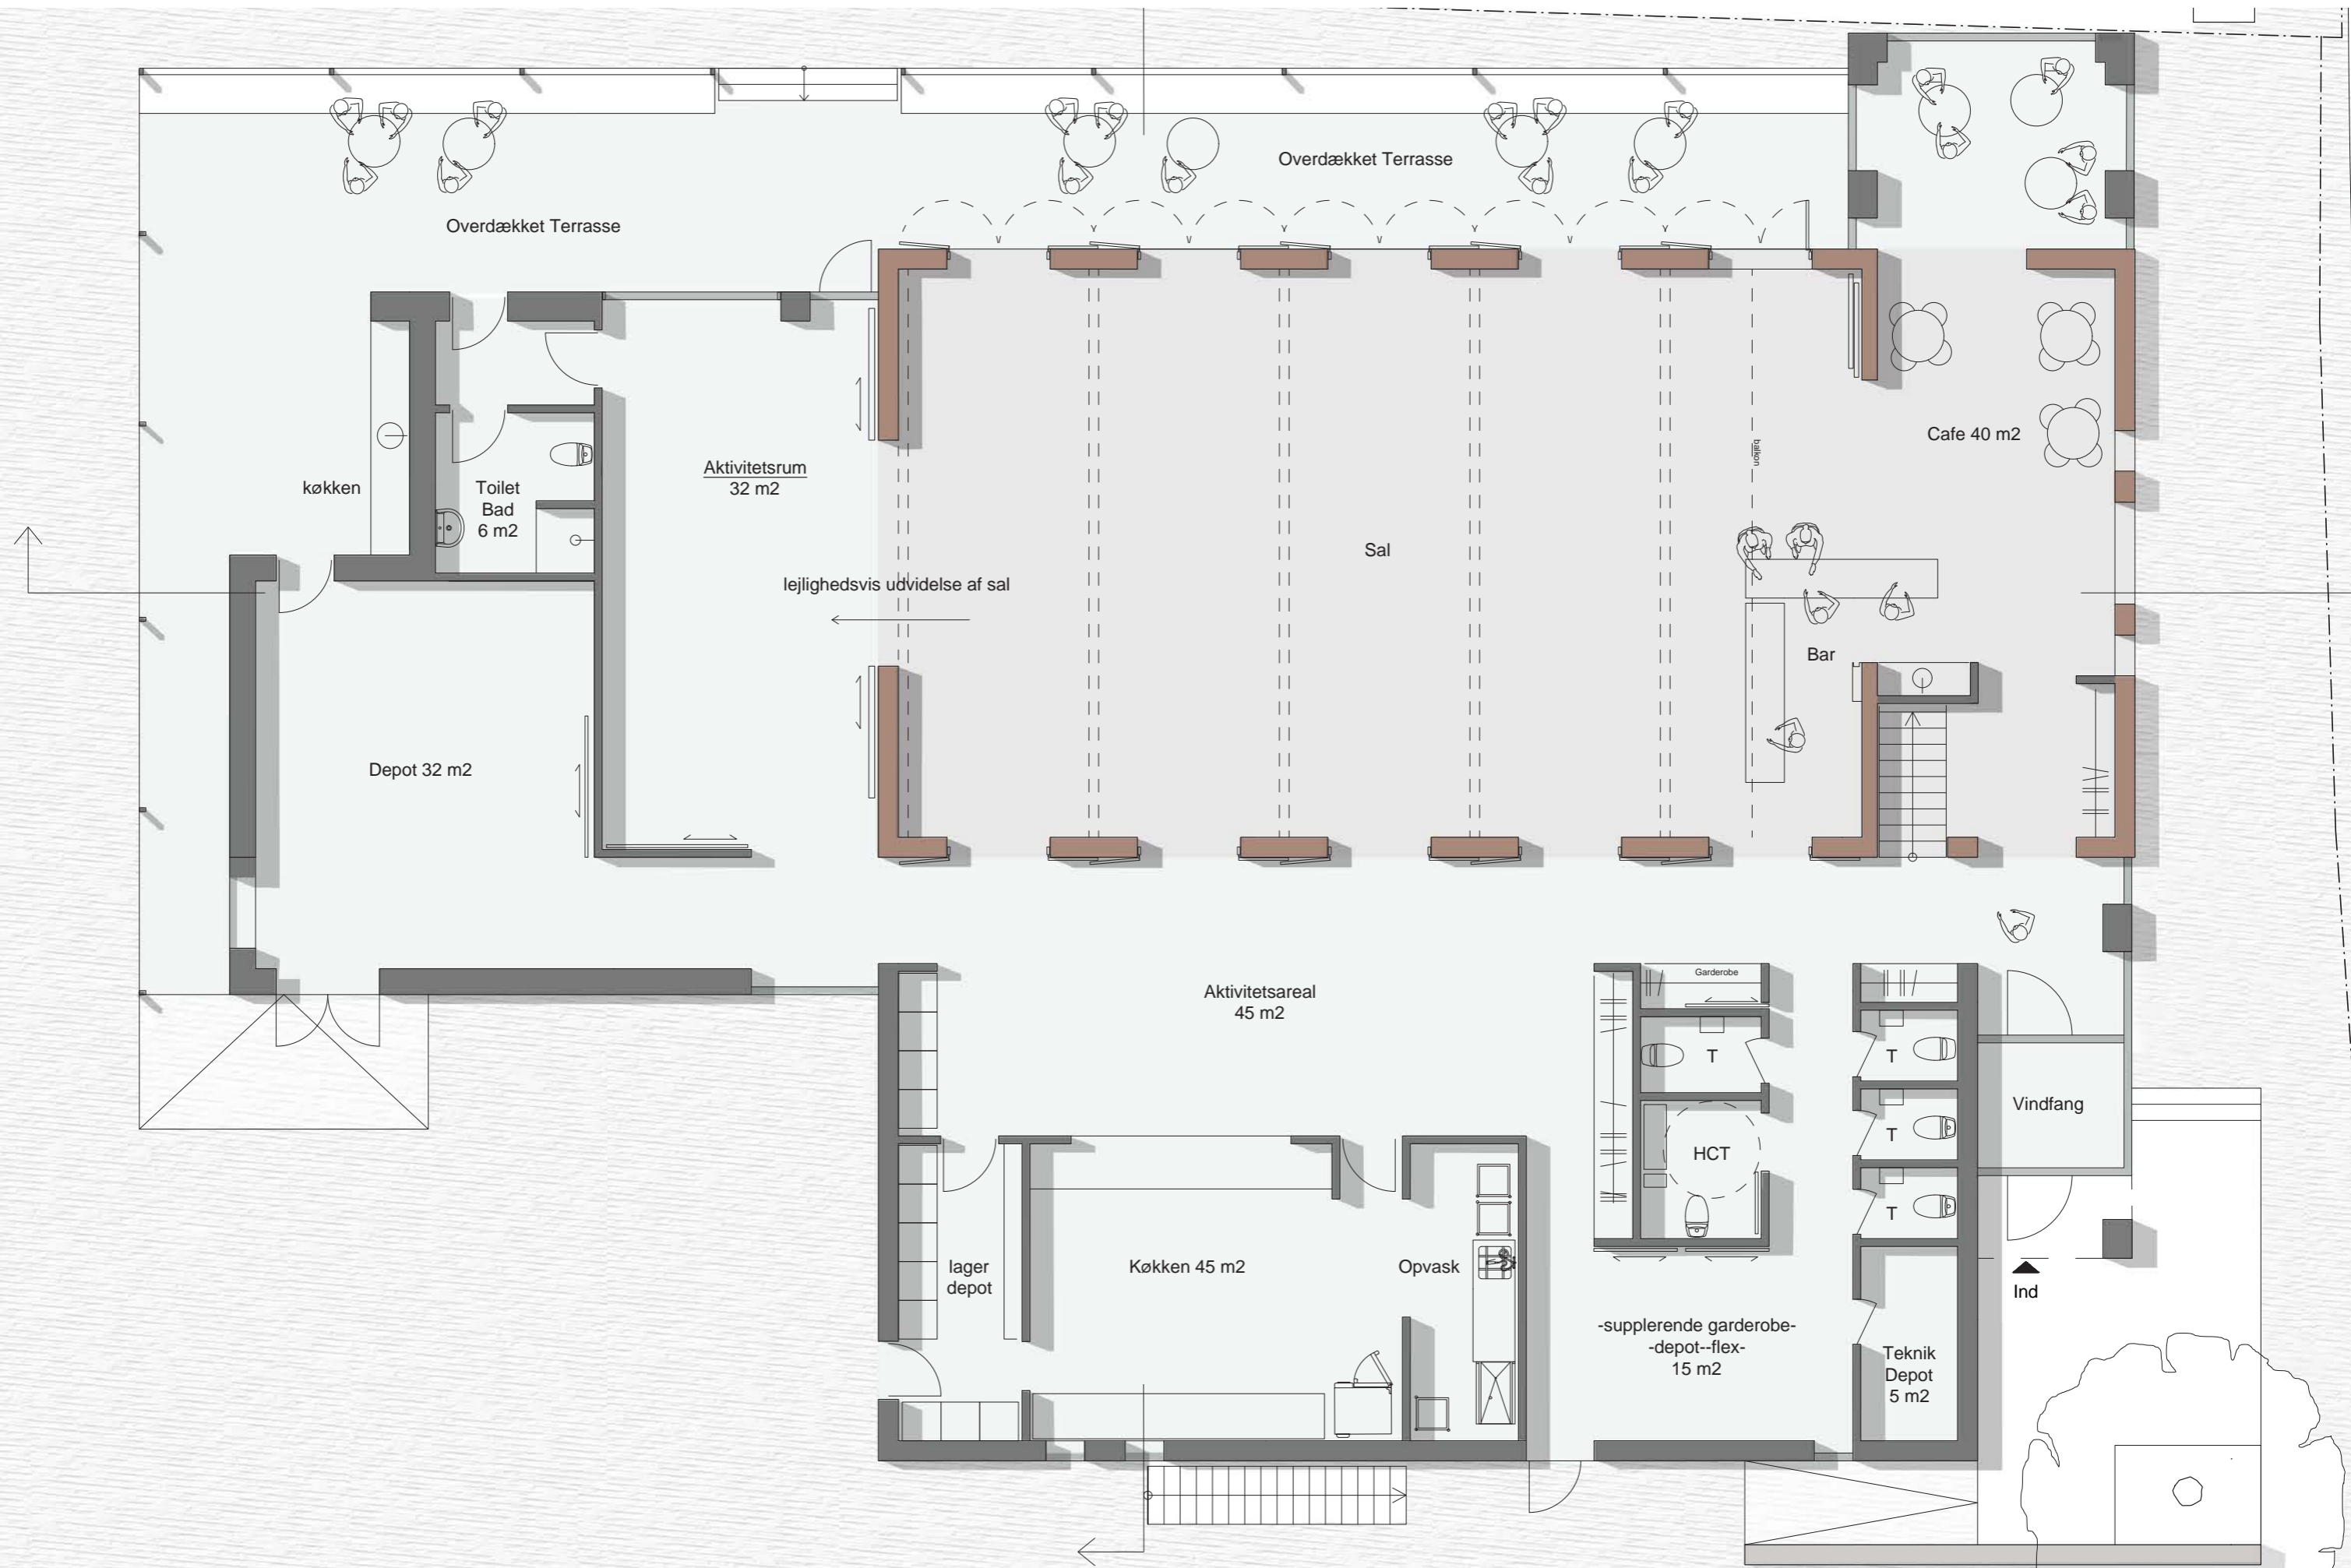 Overdækket Terrasse
Overdækket Terrasse
Cafe 40 m2
balkon
Aktivitetsrum
32 m2
køkken
Toilet
Bad
6 m2
Sal
lejlighedsvis udvidelse af sal
Bar
Depot 32 m2
Garderobe
Aktivitetsareal
45 m2
T
T
Vindfang
T
HCT
T
lager
depot
Køkken 45 m2
Opvask
Ind
-supplerende garderobe-
-depot--flex-
15 m2
Teknik
Depot
5 m2